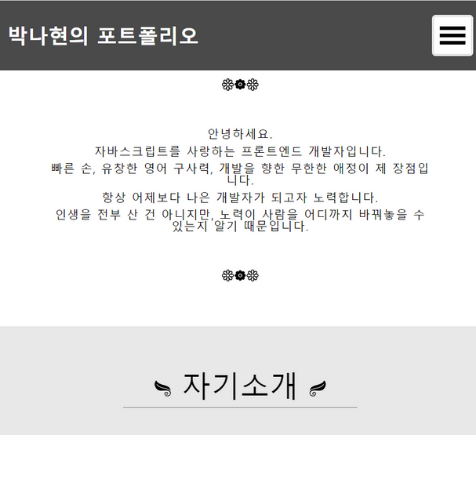 박나현의 포트폴리오
안녕하세요.
자바스크립트를 사랑하는 프론트엔드 개발자입니다.
빠른 손, 유창한 영어 구사력, 개발을 향한 무한한 애정이 제 장점입
니다.
항상 어제보다 나은 개발자가 되고자 노력합니다.
인생을 전부 산 건 아니지만, 노력이 사람을 어디까지 바꿔놓을 수
있는지 알기 때문입니다.
자기소개